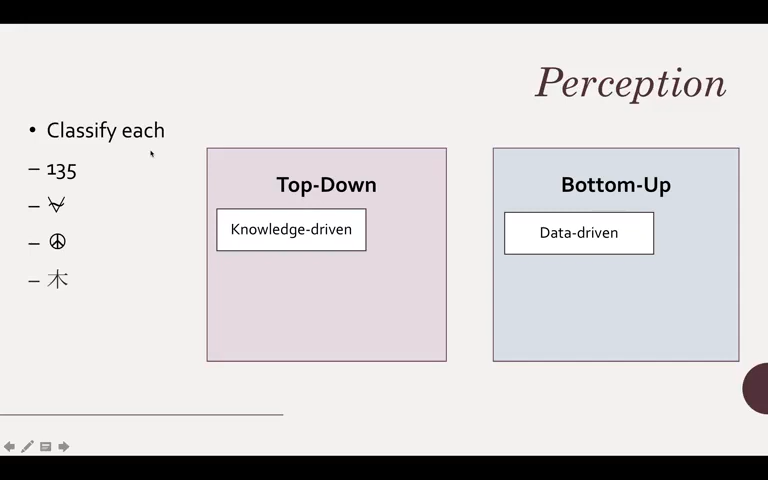 Perception
• Classify each
– 135
– ⩝
– ☮
– 木
Top-Down
Knowledge-driven
Bottom-Up
Data-driven